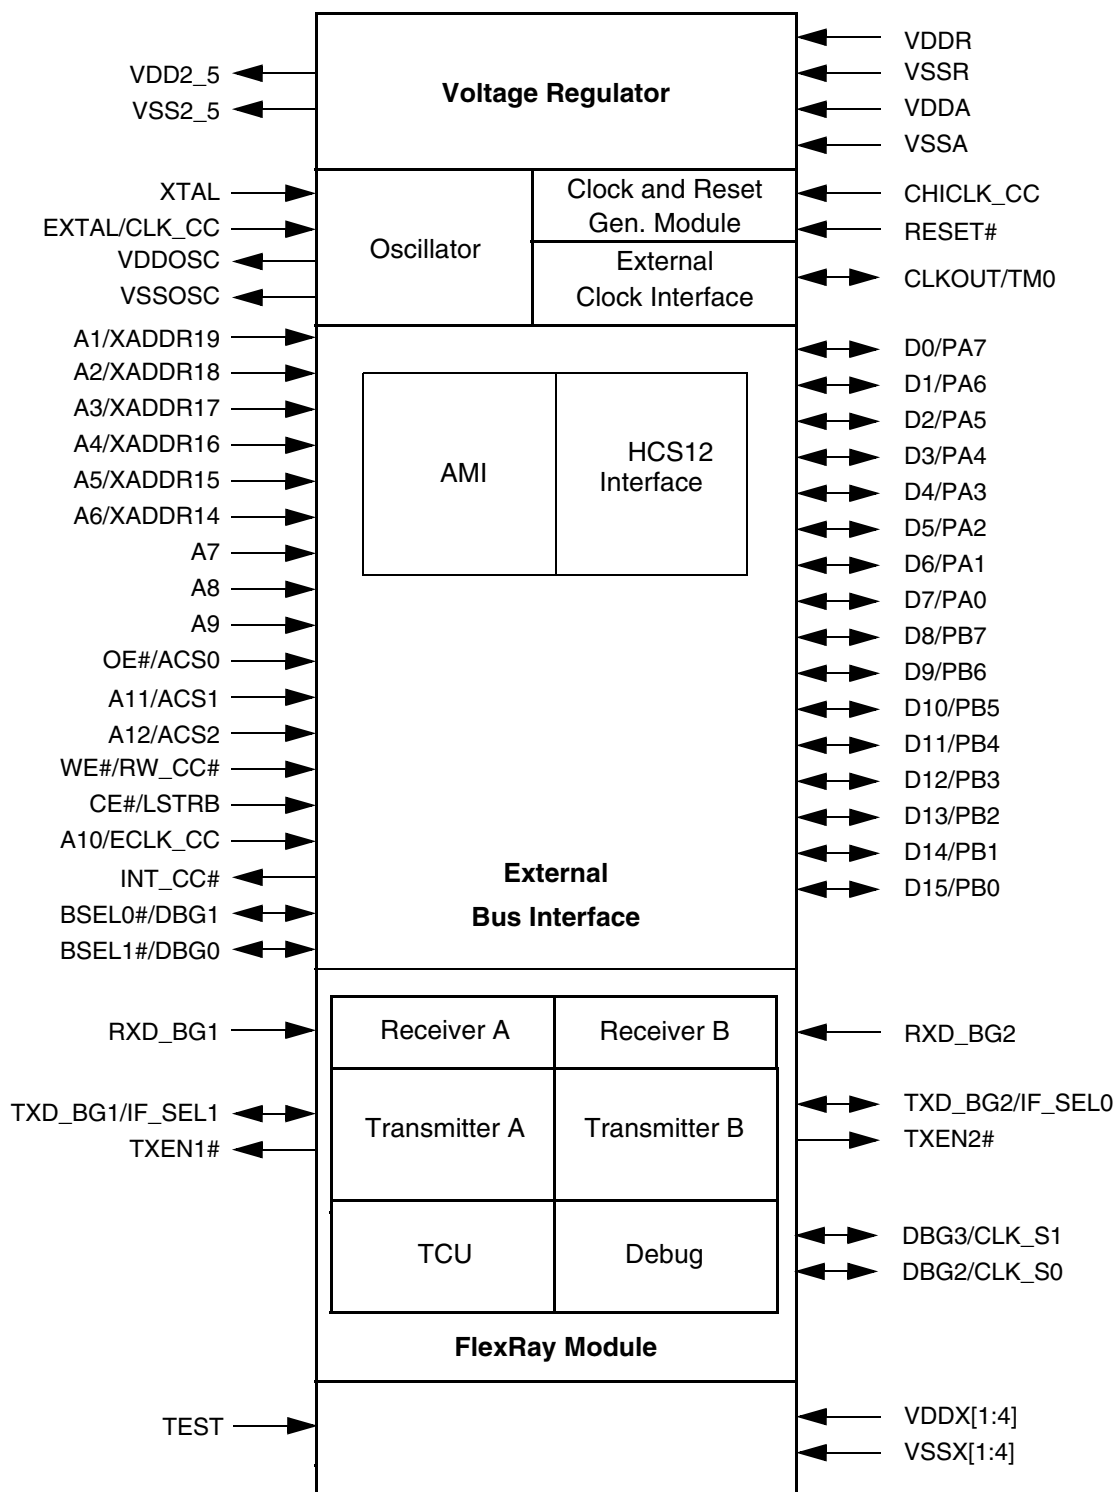 VDD2_5
VSS2_5
Voltage Regulator
VDDR
VSSR
VDDA
VSSA
XTAL
EXTAL/CLK_CC
VDDOSC
VSSOSC
Oscillator
Clock and Reset
Gen. Module
External
Clock Interface
CHICLK_CC
RESET#
CLKOUT/TM0
A1/XADDR19
A2/XADDR18
A3/XADDR17
A4/XADDR16
A5/XADDR15
A6/XADDR14
A7
A8
A9
OE#/ACS0
A11/ACS1
A12/ACS2
WE#/RW_CC#
CE#/LSTRB
A10/ECLK_CC
INT_CC#
BSEL0#/DBG1
BSEL1#/DBG0
AMI
HCS12
Interface
External
Bus Interface
D0/PA7
D1/PA6
D2/PA5
D3/PA4
D4/PA3
D5/PA2
D6/PA1
D7/PA0
D8/PB7
D9/PB6
D10/PB5
D11/PB4
D12/PB3
D13/PB2
D14/PB1
D15/PB0
RXD_BG1
TXD_BG1/IF_SEL1
TXEN1#
Receiver A
Receiver B
Transmitter A
Transmitter B
TCU
Debug
FlexRay Module
RXD_BG2
TXD_BG2/IF_SEL0
TXEN2#
DBG3/CLK_S1
DBG2/CLK_S0
TEST
VDDX[1:4]
VSSX[1:4]